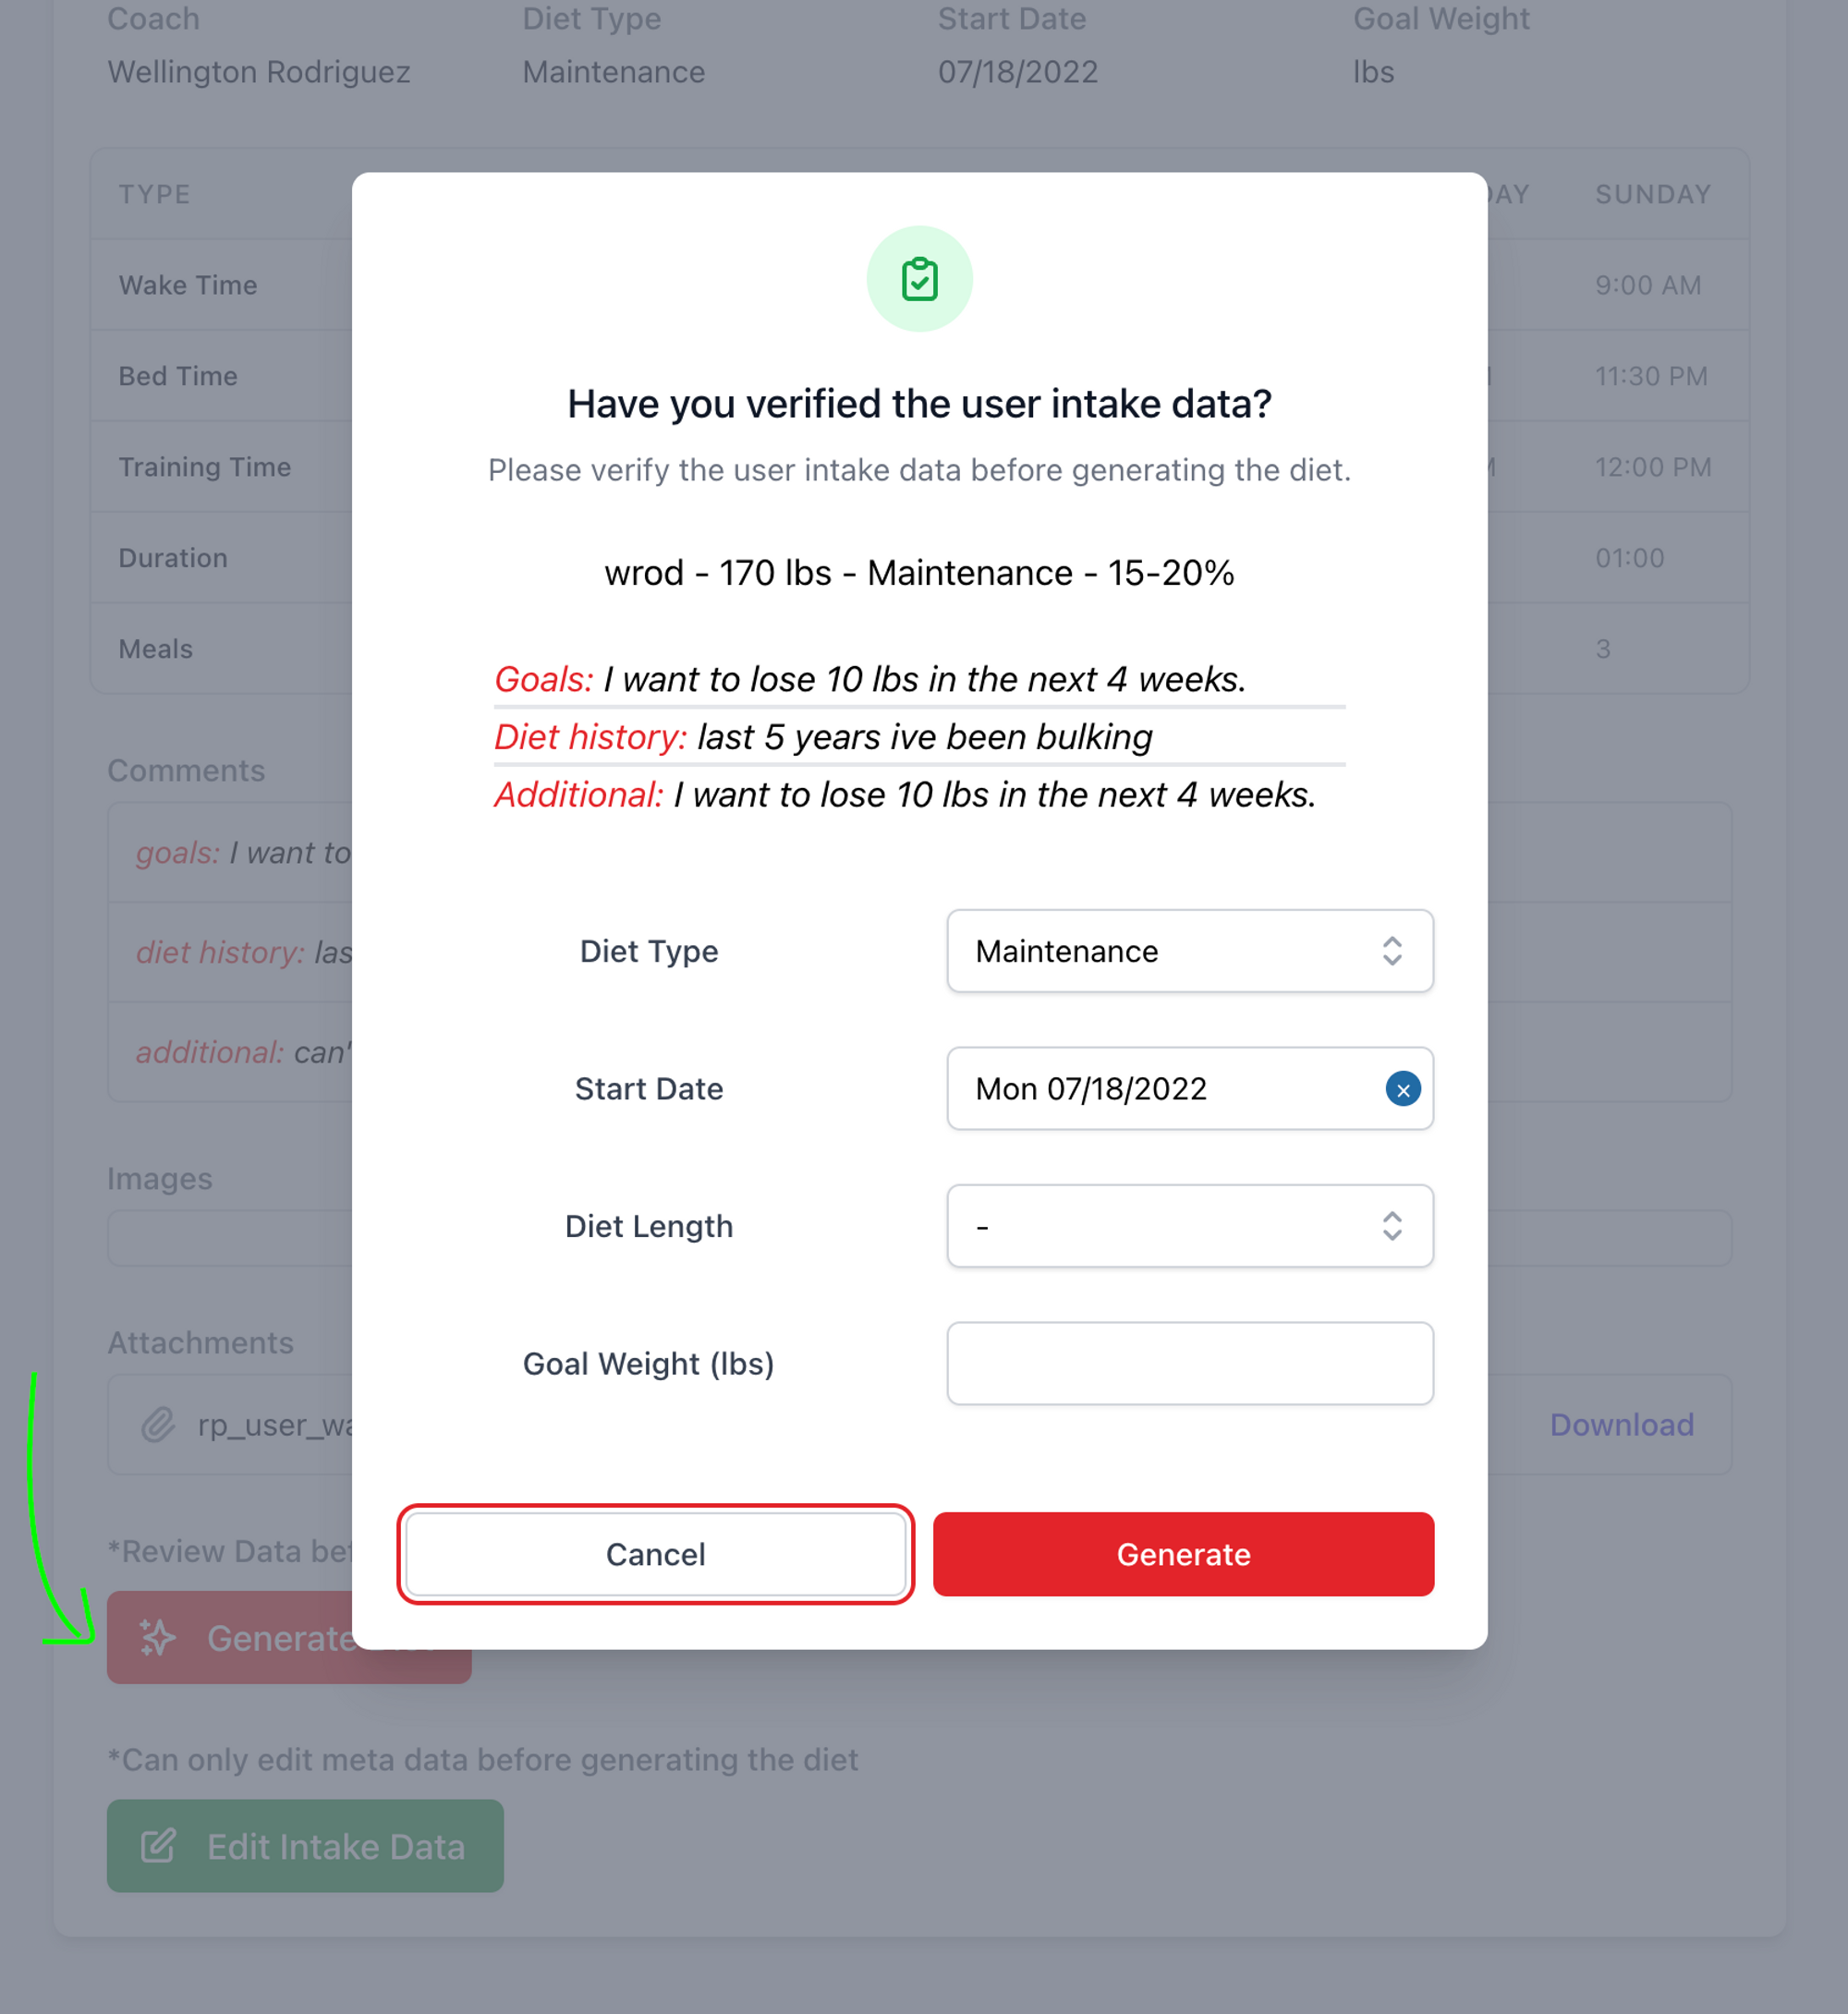 Coach Diet Type Start Date Goal Weight
Wellington Rodriguez Maintenance 07/18/2022 lbs
TYPE SUNDAY
Wake Time 9:00 AM
Bed Time 11:30 PM
Training Time 12:00 PM
Duration 01:00
Meals 3
Have you verified the user intake data?
Please verify the user intake data before generating the diet.
wrod - 170 lbs - Maintenance - 15-20%
Goals: I want to lose 10 lbs in the next 4 weeks.
Diet history: last 5 years ive been bulking
Additional: I want to lose 10 lbs in the next 4 weeks.
Diet Type Maintenance
Start Date Mon 07/18/2022
Diet Length -
Goal Weight (lbs)
Cancel Generate
Comments
goals: I want to
diet history:
additional:
Images
Attachments
Download
*Review Data
Generate
*Can only edit meta data before generating the diet
Edit Intake Data